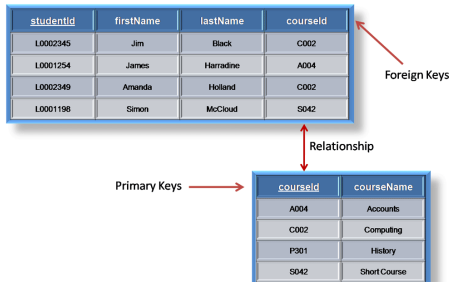 studentId firstName lastName courseId
L0002345 Jim Black C002
L0001254 James Harradine A004
L0002349 Amanda Holland C002
L0001198 Simon McCloud S042
Foreign Keys
Relationship
Primary Keys
courseId courseName
A004 Accounts
C002 Computing
P301 History
S042 Short Course